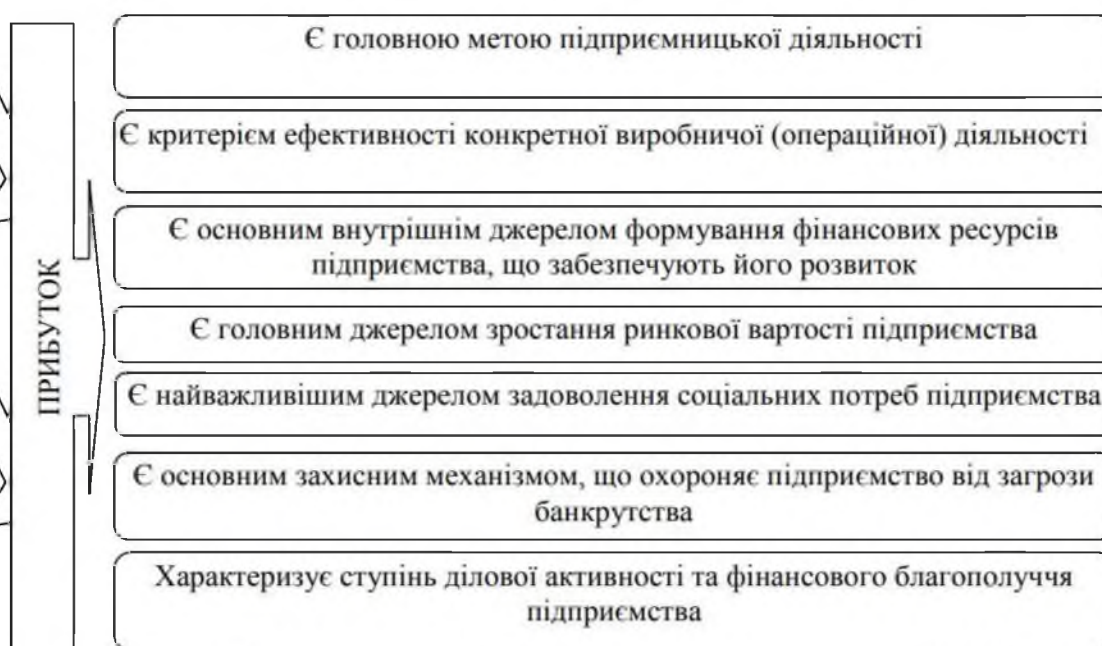 ПРИБУТОК
Є головною метою підприємницької діяльності
Є критерієм ефективності конкретної виробничої (операційної) діяльності
Є основним внутрішнім джерелом формування фінансових ресурсів
підприємства, що забезпечують його розвиток
Є головним джерелом зростання ринкової вартості підприємства
Є найважливішим джерелом задоволення соціальних потреб підприємства
Є основним захисним механізмом, що охороняє підприємство від загрози
банкрутства
Характеризує ступінь ділової активності та фінансового благополуччя
підприємства